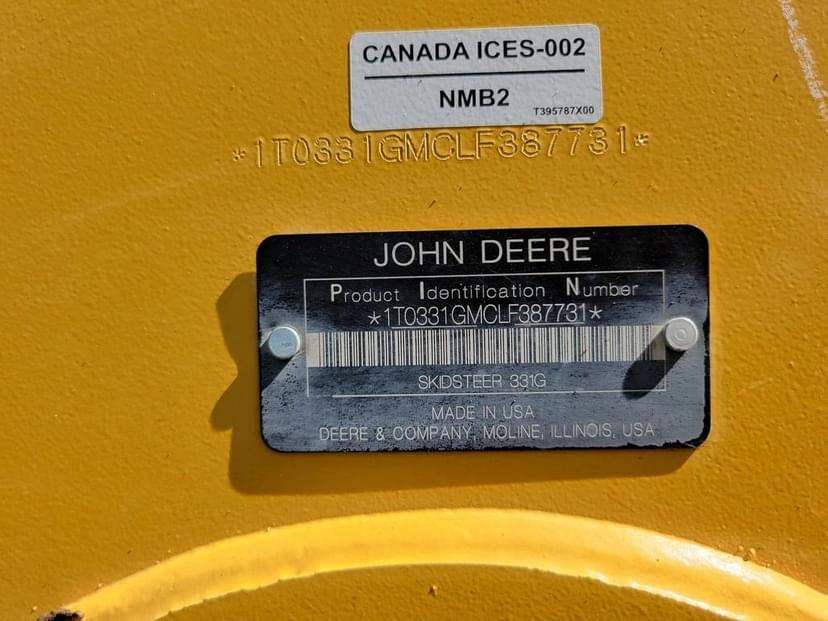 CANADA ICES-002
NMB2
T395787X00
*1T0331GMCLF387731*
JOHN DEERE
Product Identification Number
*1T0331GMCLF387731*
SKIDSTEER 331G
MADE IN USA
DEERE & COMPANY, MOLINE, ILLINOIS, USA